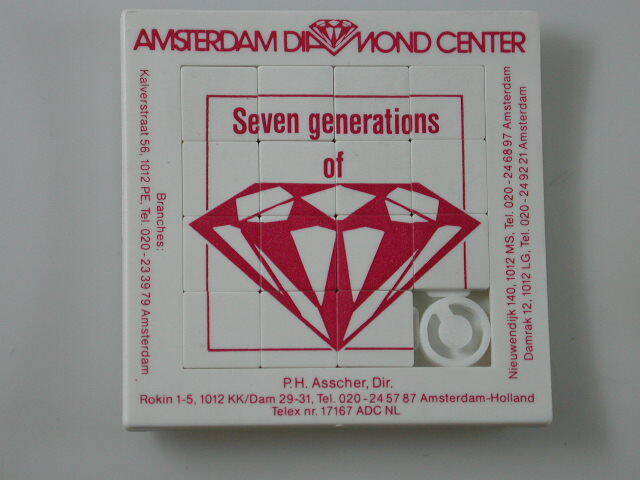 AMSTERDAM DIAMOND CENTER
Seven generations
of
Branches:
Kalverstraat 56, 1012 PE, Tel. 020 - 23 39 79 Amsterdam
Nieuwendijk 140, 1012 MS, Tel. 020 - 24 68 97 Amsterdam
Damrak 12, 1012 LG, Tel. 020 - 24 92 21 Amsterdam
P.H. Asscher, Dir.
Rokin 1-5, 1012 KK/Dam 29-31, Tel. 020 - 24 57 87 Amsterdam-Holland
Telex nr. 17167 ADC NL